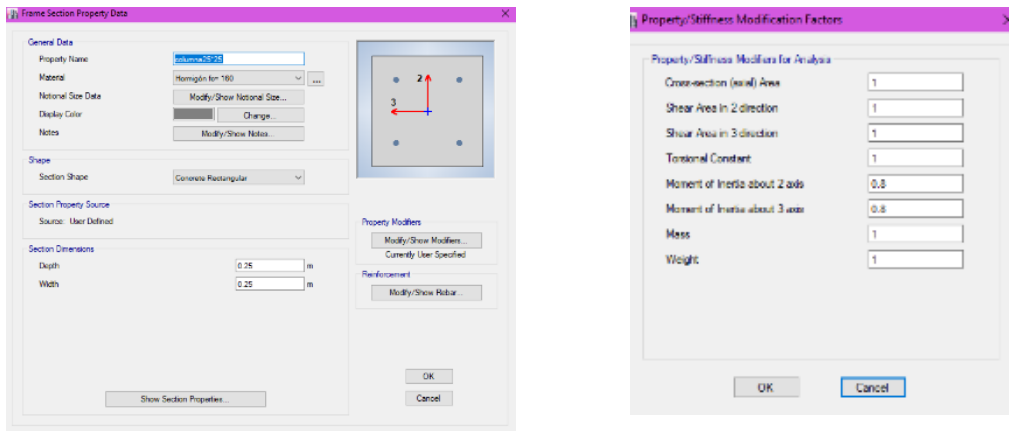 Frame Section Property Data
General Data
Property Name
columna25*25
Material
Hormigón fc= 160
...
Notional Size Data
Modify/Show Notional Size...
Display Color
Change...
Notes
Modify/Show Notes...
Shape
Section Shape
Concrete Rectangular
Section Property Source
Source: User Defined
Section Dimensions
Depth
0.25
m
Width
0.25
m
Show Section Properties...
2
3
Property Modifiers
Modify/Show Modifiers...
Currently User Specified
Reinforcement
Modify/Show Rebar...
OK
Cancel
Property/Stiffness Modification Factors
Property/Stiffness Modifiers for Analysis
Cross-section (axial) Area
1
Shear Area in 2 direction
1
Shear Area in 3 direction
1
Torsional Constant
1
Moment of Inertia about 2 axis
0.8
Moment of Inertia about 3 axis
0.8
Mass
1
Weight
1
OK
Cancel